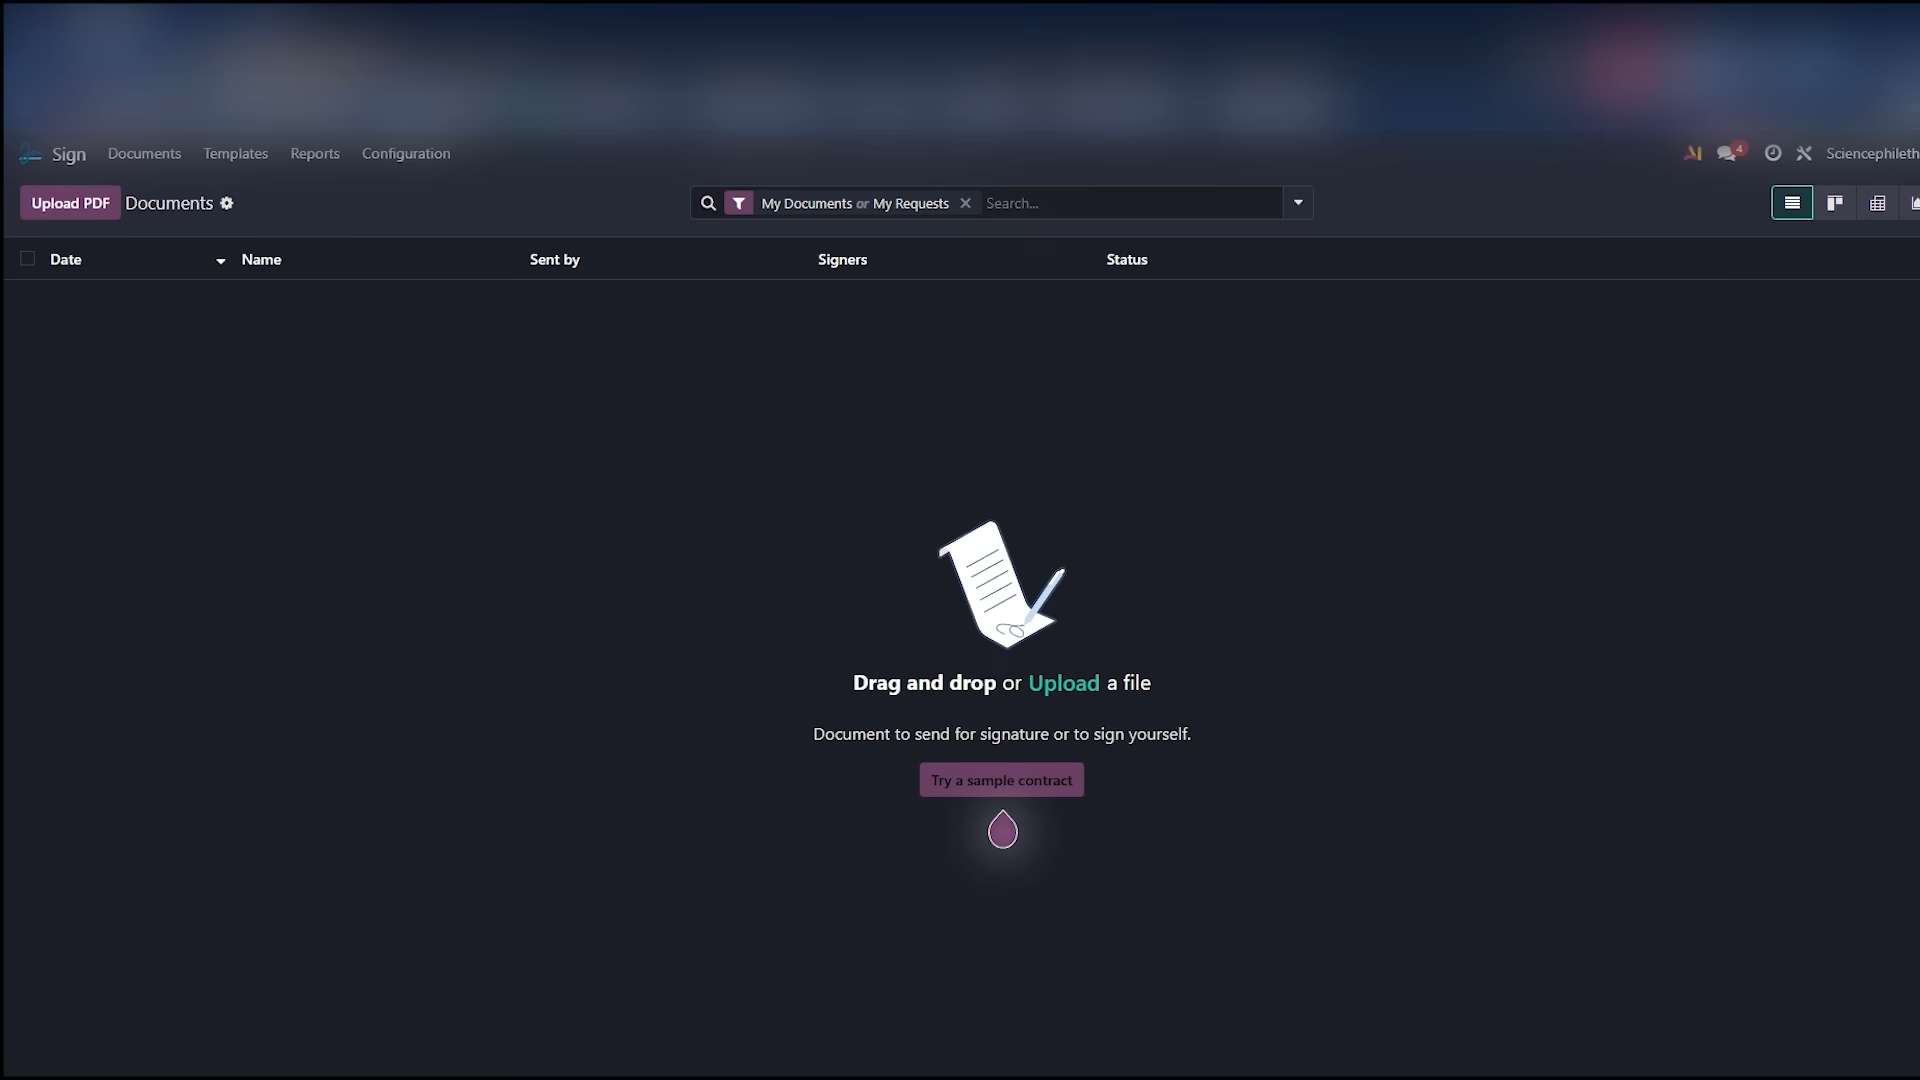 Sign Documents Templates Reports Configuration 4 Sciencephileth
Upload PDF Documents My Documents or My Requests Search...
Date Name Sent by Signers Status
Drag and drop or Upload a file
Document to send for signature or to sign yourself.
Try a sample contract